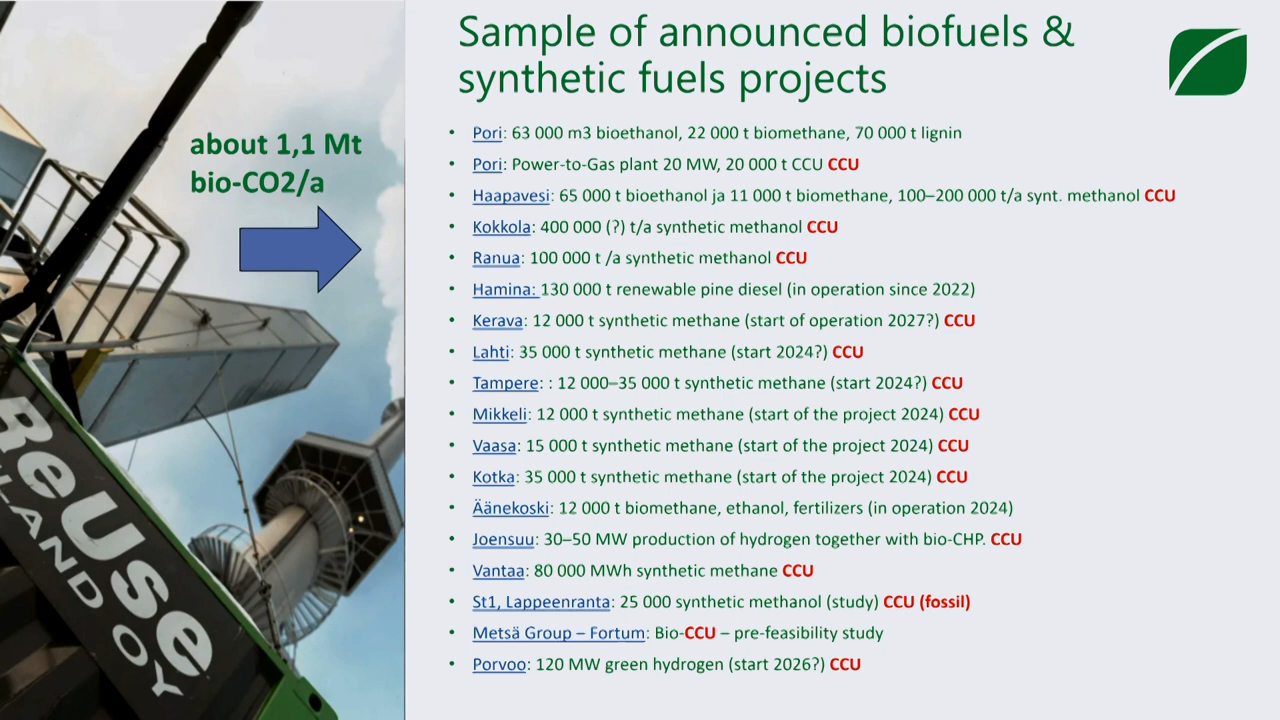 Sample of announced biofuels &
synthetic fuels projects
about 1,1 Mt
bio-CO2/a
• Pori: 63 000 m3 bioethanol, 22 000 t biomethane, 70 000 t lignin
• Pori: Power-to-Gas plant 20 MW, 20 000 t CCU CCU
• Haapavesi: 65 000 t bioethanol ja 11 000 t biomethane, 100–200 000 t/a synt. methanol CCU
• Kokkola: 400 000 (?) t/a synthetic methanol CCU
• Ranua: 100 000 t /a synthetic methanol CCU
• Hamina: 130 000 t renewable pine diesel (in operation since 2022)
• Kerava: 12 000 t synthetic methane (start of operation 2027?) CCU
• Lahti: 35 000 t synthetic methane (start 2024?) CCU
• Tampere: : 12 000–35 000 t synthetic methane (start 2024?) CCU
• Mikkeli: 12 000 t synthetic methane (start of the project 2024) CCU
• Vaasa: 15 000 t synthetic methane (start of the project 2024) CCU
• Kotka: 35 000 t synthetic methane (start of the project 2024) CCU
• Äänekoski: 12 000 t biomethane, ethanol, fertilizers (in operation 2024)
• Joensuu: 30–50 MW production of hydrogen together with bio-CHP. CCU
• Vantaa: 80 000 MWh synthetic methane CCU
• St1, Lappeenranta: 25 000 synthetic methanol (study) CCU (fossil)
• Metsä Group – Fortum: Bio-CCU – pre-feasibility study
• Porvoo: 120 MW green hydrogen (start 2026?) CCU
ReUse
LAND OY